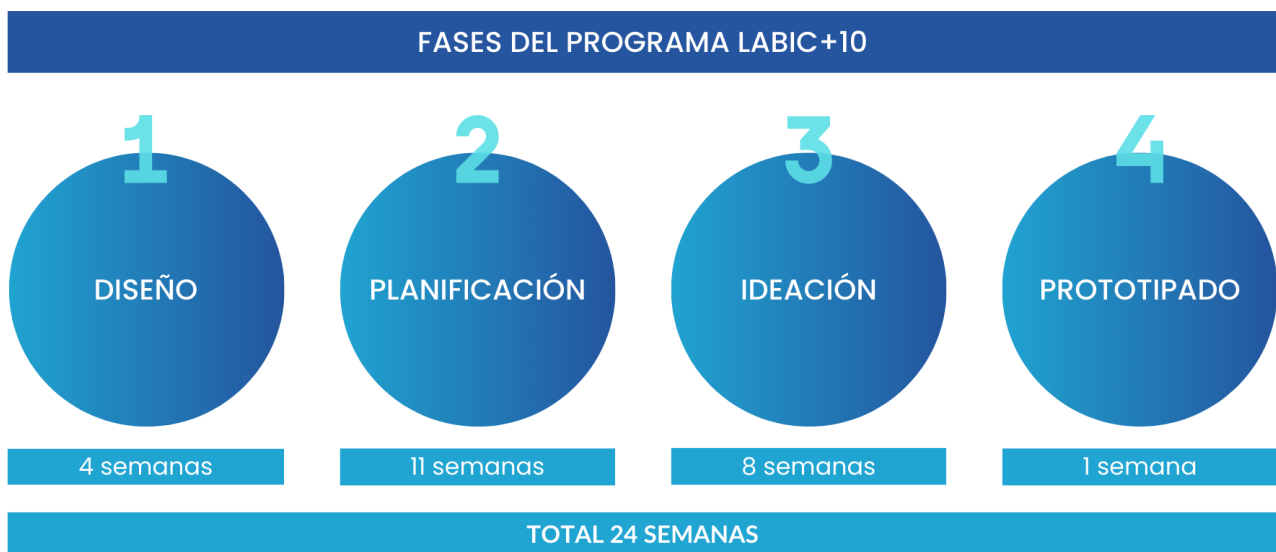 FASES DEL PROGRAMA LABIC+10
1
2
3
4
DISEÑO
PLANIFICACIÓN
IDEACIÓN
PROTOTIPADO
4 semanas
11 semanas
8 semanas
1 semana
TOTAL 24 SEMANAS